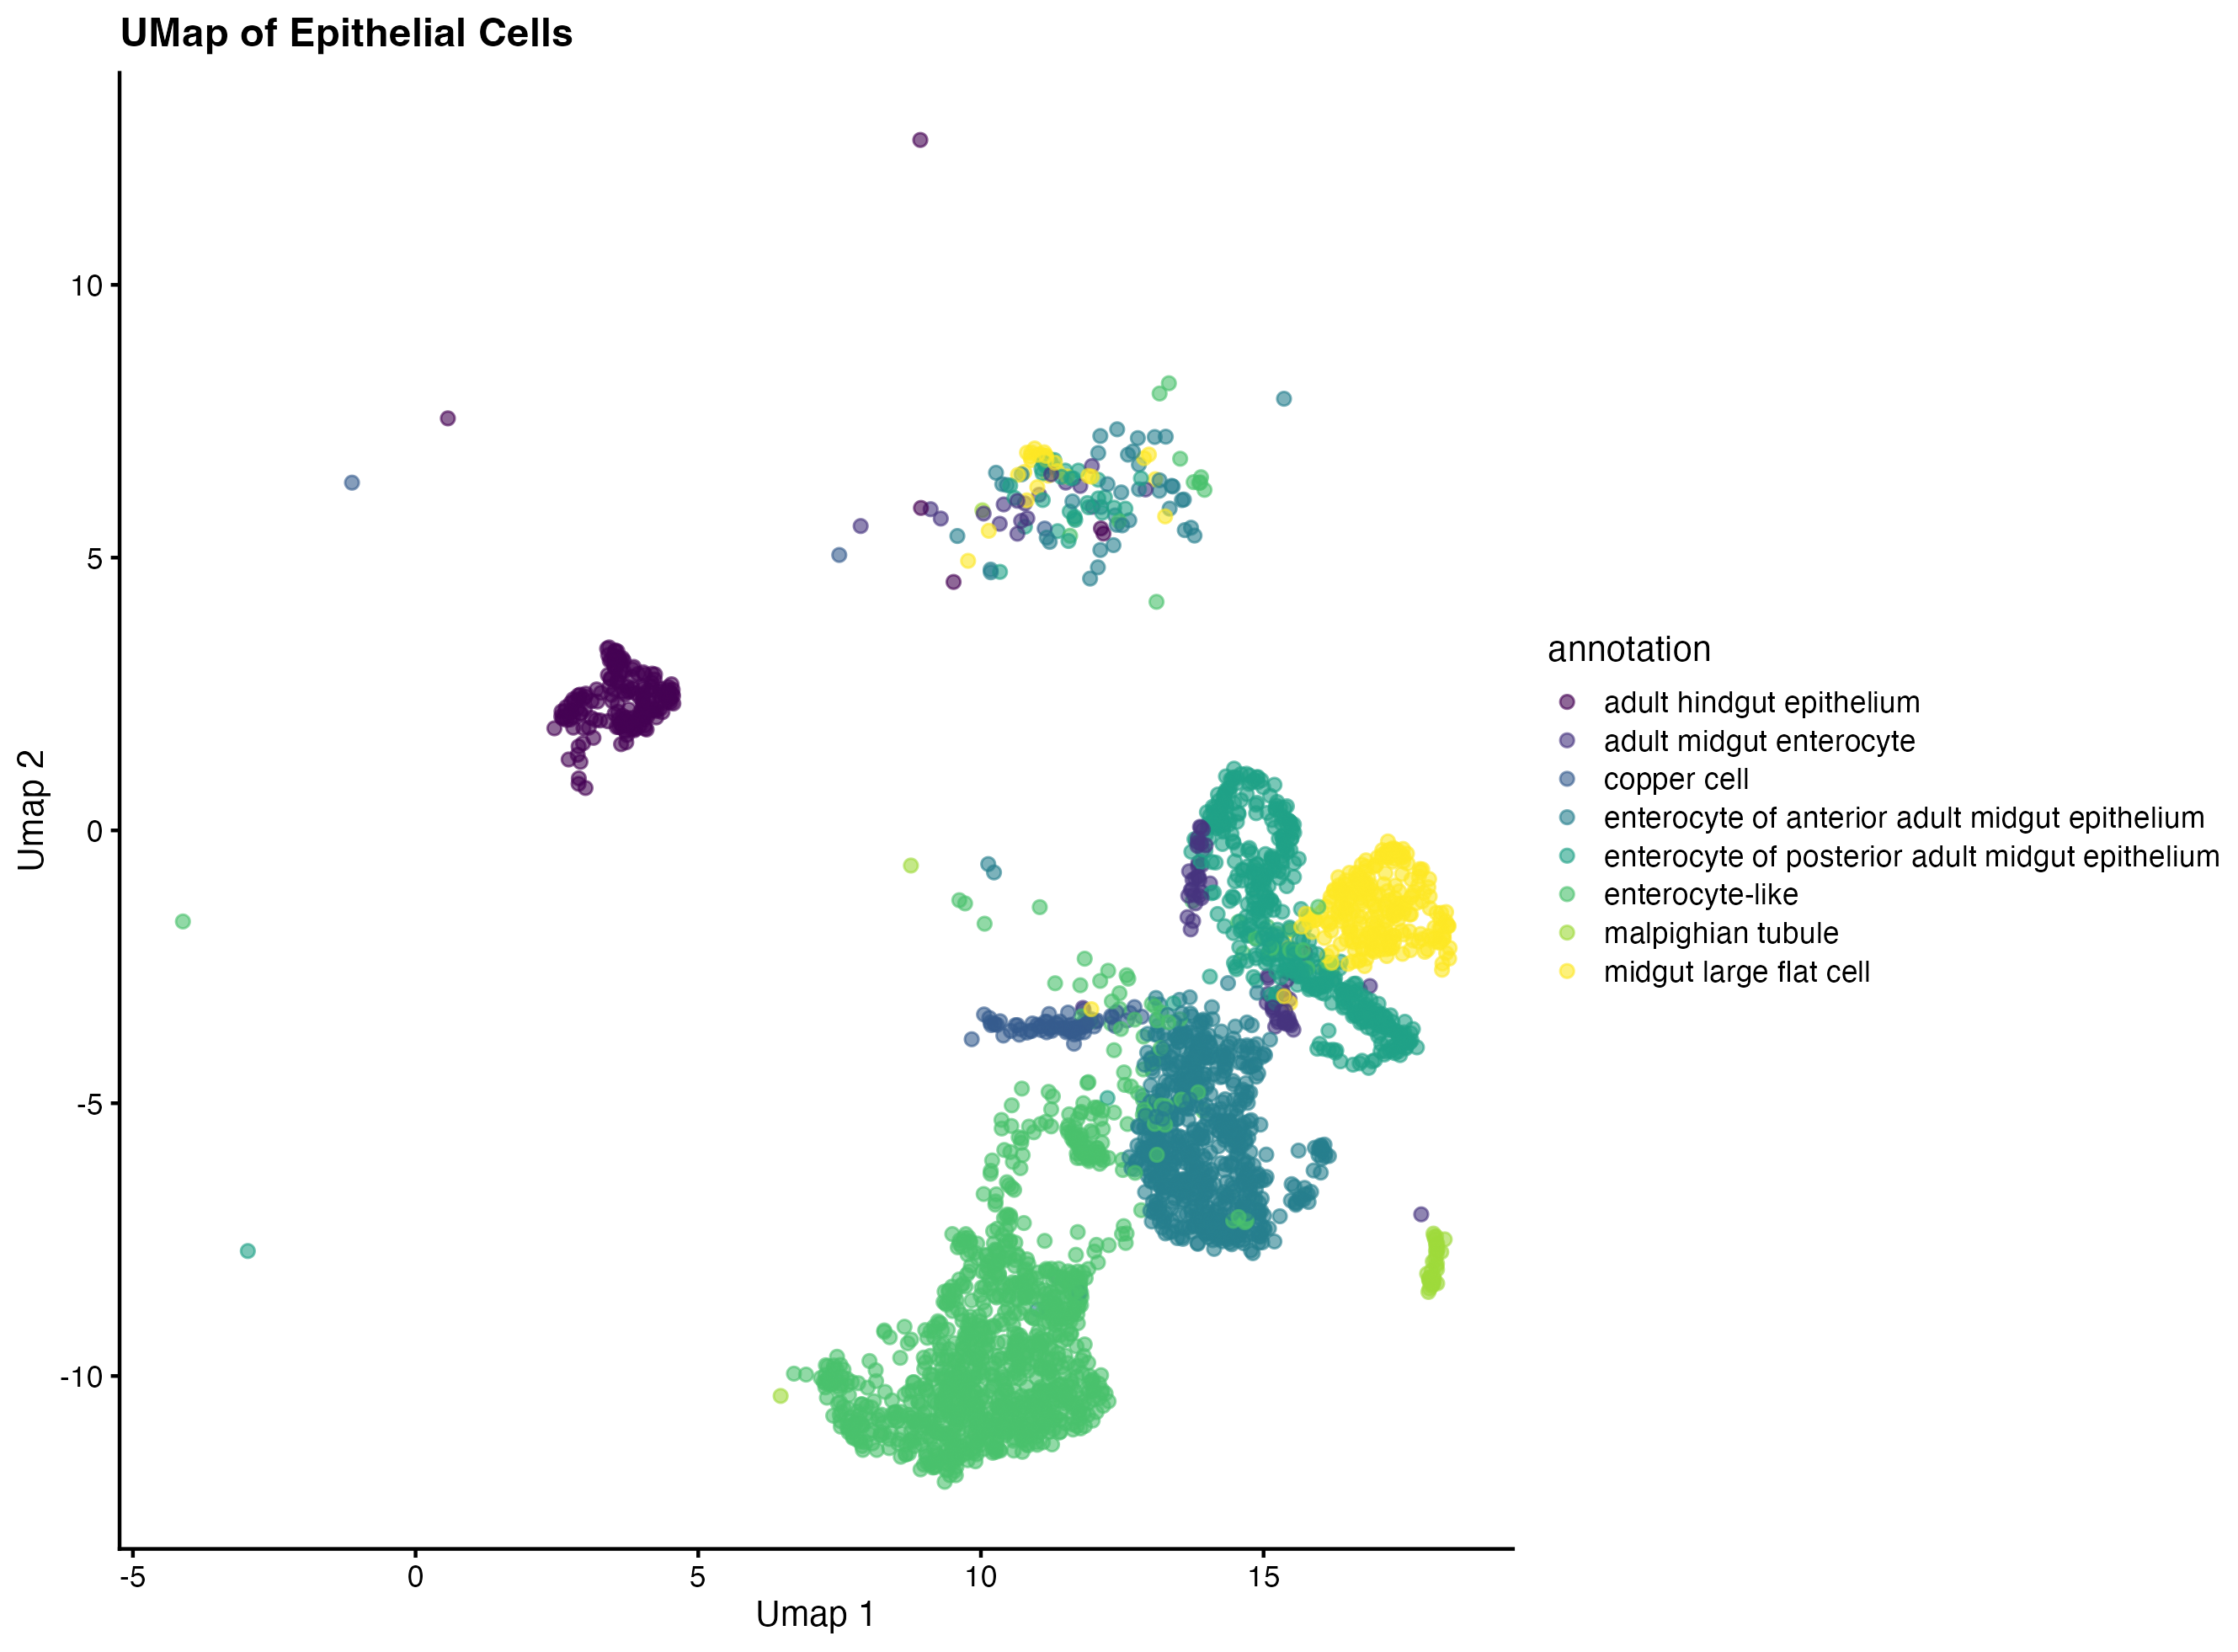 UMap of Epithelial Cells
10
5
0
-5
-10
Umap 2
-5
0
5
10
15
Umap 1
annotation
adult hindgut epithelium
adult midgut enterocyte
copper cell
enterocyte of anterior adult midgut epithelium
enterocyte of posterior adult midgut epithelium
enterocyte-like
malpighian tubule
midgut large flat cell